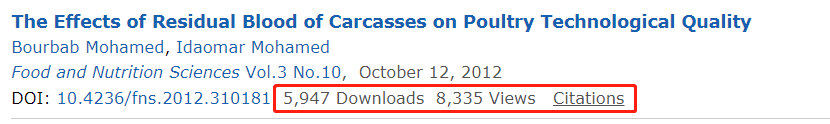 The Effects of Residual Blood of Carcasses on Poultry Technological Quality
Bourbab Mohamed, Idaomar Mohamed
Food and Nutrition Sciences Vol.3 No.10, October 12, 2012
DOI: 10.4236/fns.2012.310181 5,947 Downloads 8,335 Views Citations